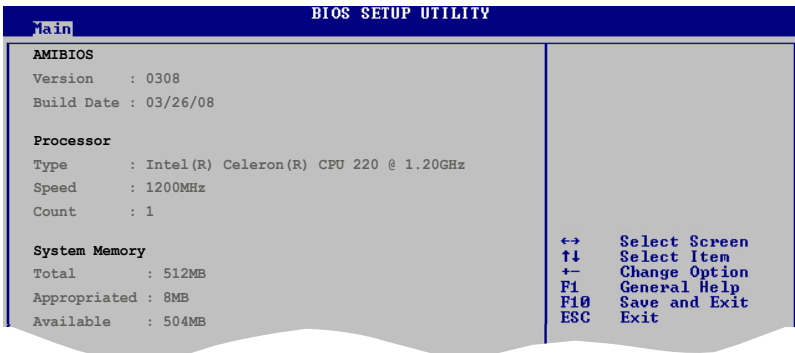 BIOS SETUP UTILITY
Main
AMIBIOS
Version : 0308
Build Date : 03/26/08
Processor
Type : Intel(R) Celeron(R) CPU 220 @ 1.20GHz
Speed : 1200MHz
Count : 1
System Memory
Total : 512MB
Appropriated : 8MB
Available : 504MB
←→ Select Screen
↑↓ Select Item
+- Change Option
F1 General Help
F10 Save and Exit
ESC Exit